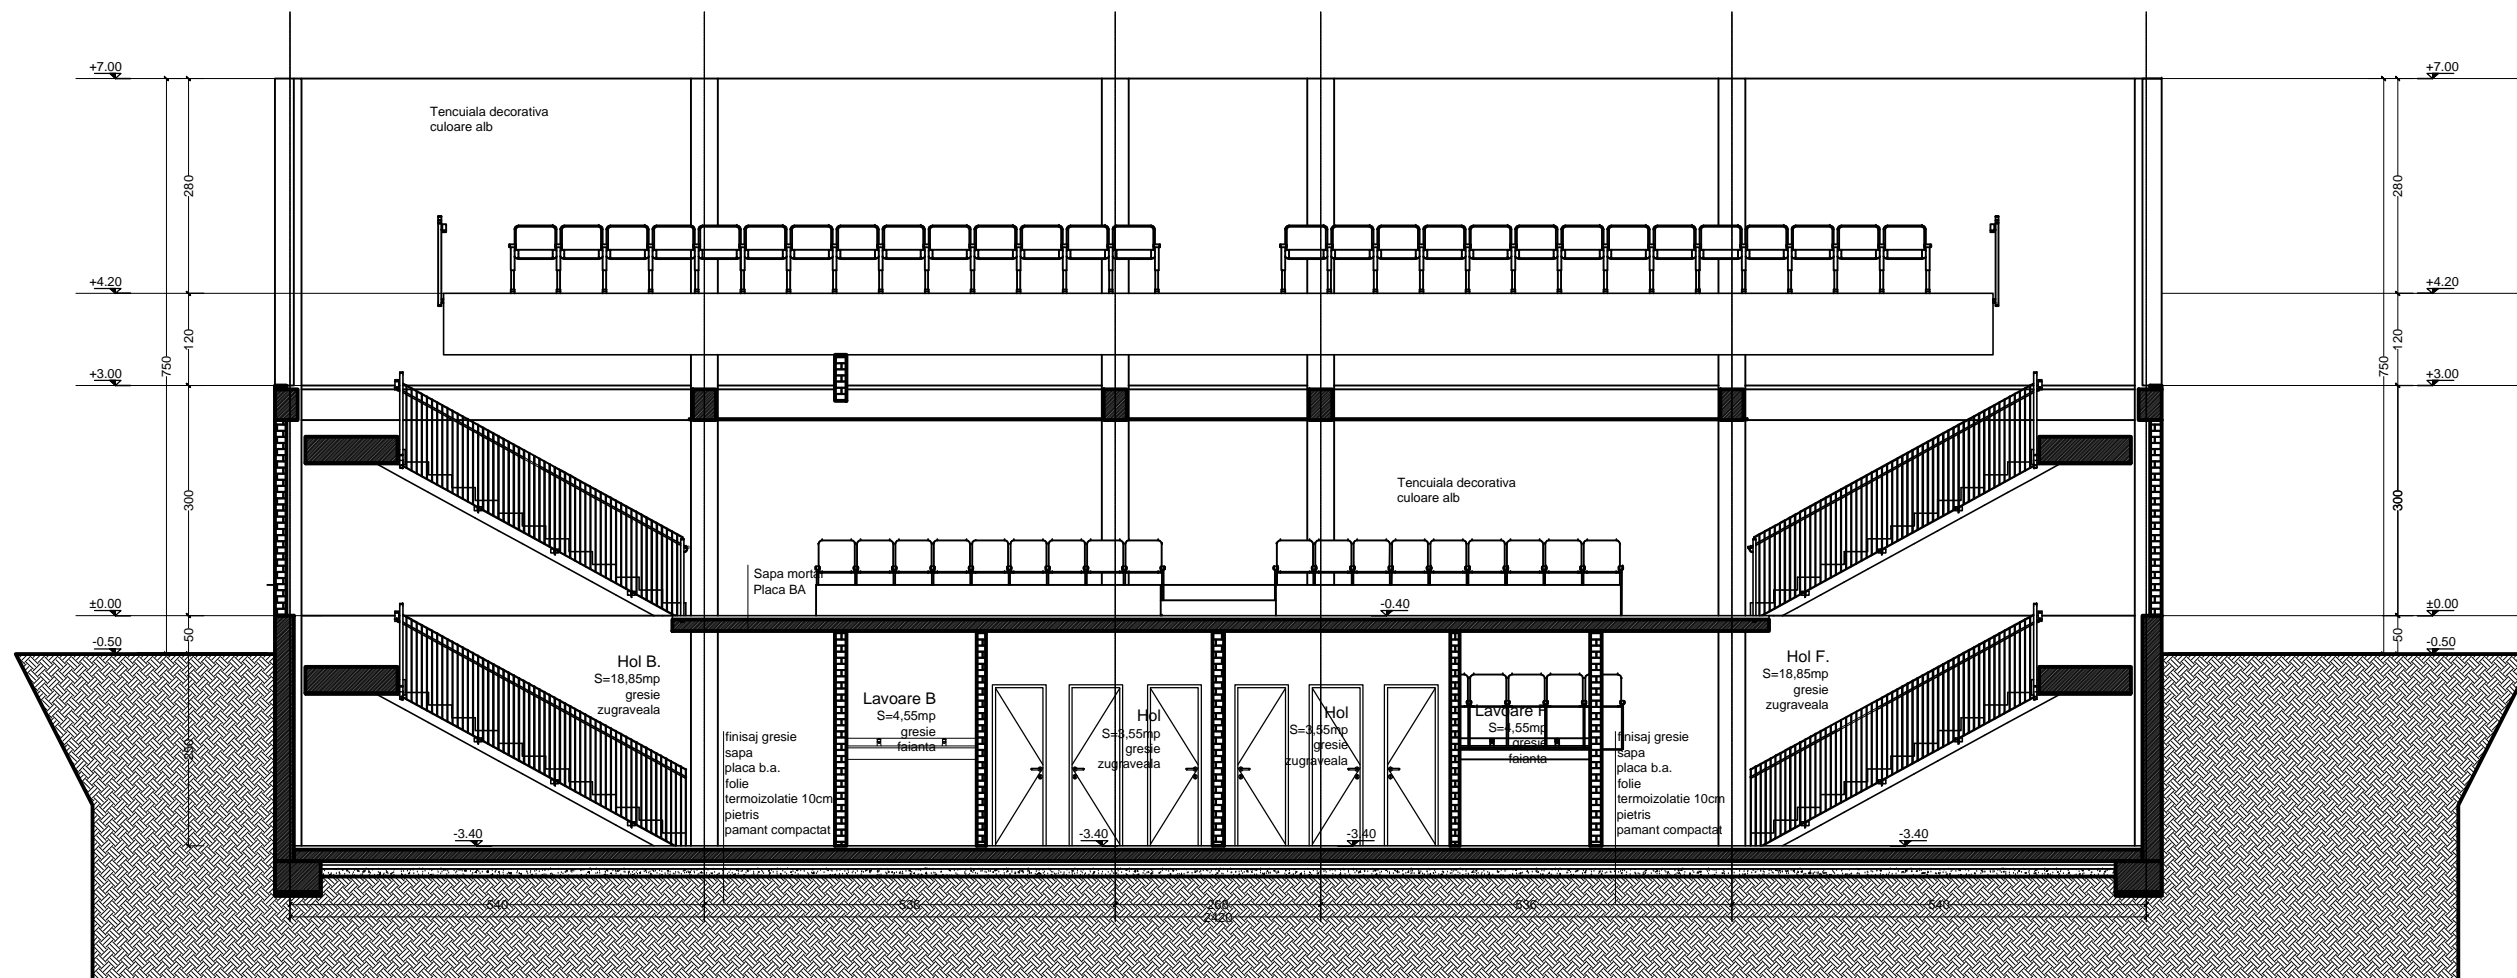 +7.00
+7.00
Tencuiala decorativa
culoare alb
280
280
+4.20
+4.20
120
120
750
750
+3.00
+3.00
300
300
Tencuiala decorativa
culoare alb
Sapa mortar
Placa BA
±0.00
-0.40
±0.00
50
50
-0.50
-0.50
Hol B.
S=18,85mp
gresie
zugraveala
Hol F.
S=18,85mp
gresie
zugraveala
Lavoare B
S=4,55mp
gresie
faianta
Hol
S=3,55mp
gresie
zugraveala
Hol
S=3,55mp
gresie
zugraveala
Lavoare F
S=4,55mp
gresie
faianta
finisaj gresie
sapa
placa b.a.
folie
termoizolatie 10cm
pietris
pamant compactat
finisaj gresie
sapa
placa b.a.
folie
termoizolatie 10cm
pietris
pamant compactat
-3.40
-3.40
-3.40
-3.40
540
536
268
536
540
2420